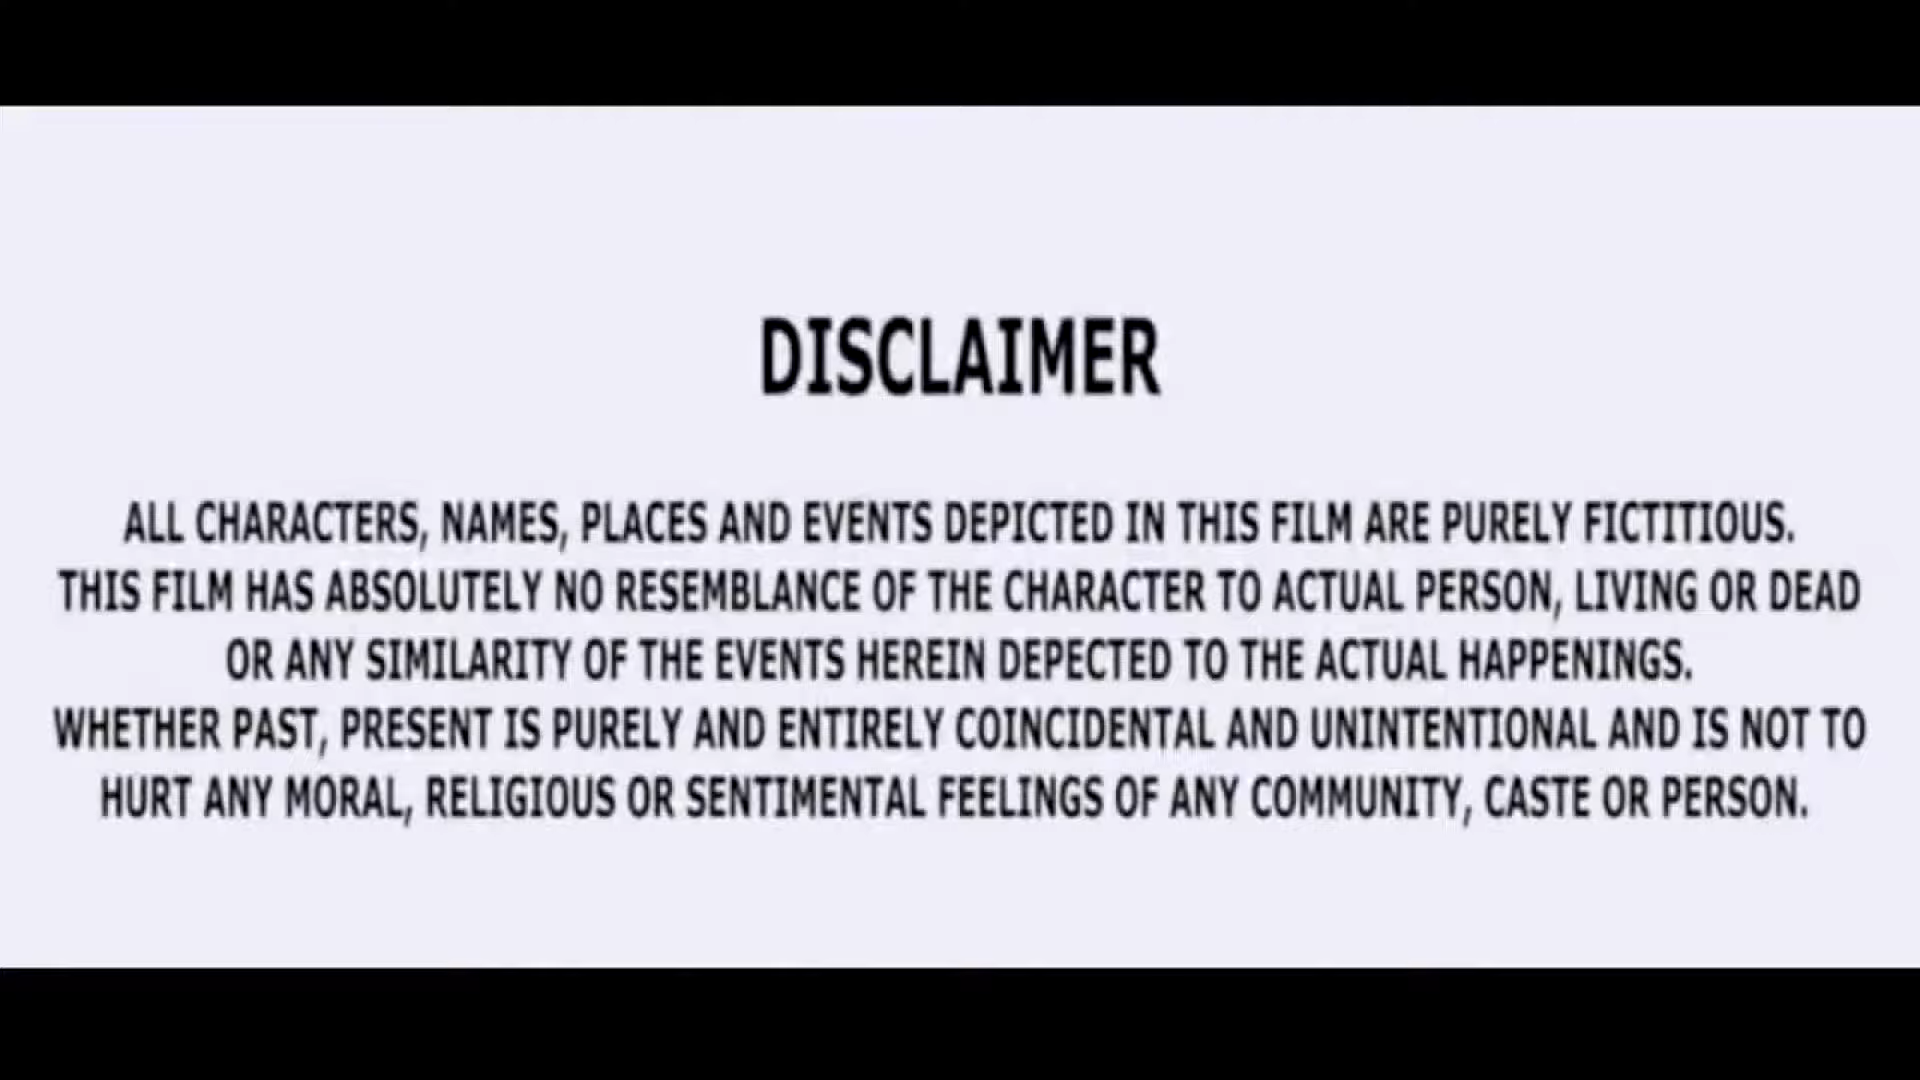 DISCLAIMER
ALL CHARACTERS, NAMES, PLACES AND EVENTS DEPICTED IN THIS FILM ARE PURELY FICTITIOUS.
THIS FILM HAS ABSOLUTELY NO RESEMBLANCE OF THE CHARACTER TO ACTUAL PERSON, LIVING OR DEAD
OR ANY SIMILARITY OF THE EVENTS HEREIN DEPECTED TO THE ACTUAL HAPPENINGS.
WHETHER PAST, PRESENT IS PURELY AND ENTIRELY COINCIDENTAL AND UNINTENTIONAL AND IS NOT TO
HURT ANY MORAL, RELIGIOUS OR SENTIMENTAL FEELINGS OF ANY COMMUNITY, CASTE OR PERSON.